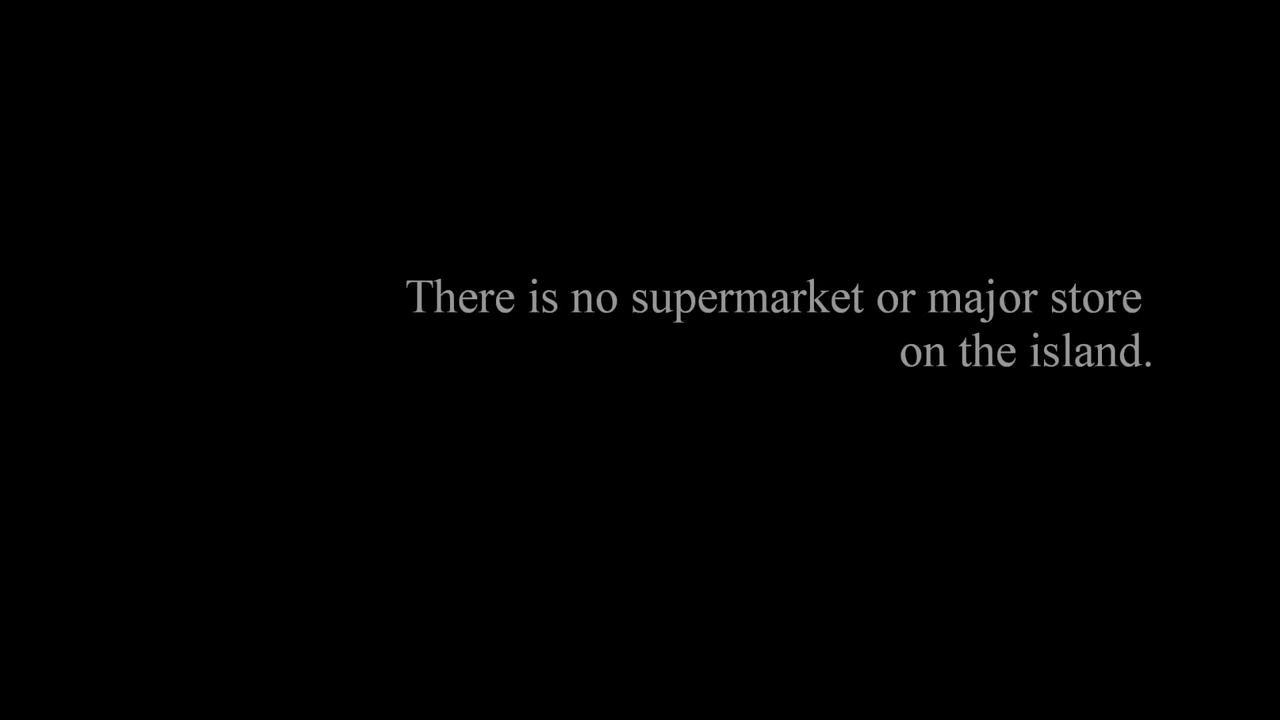 There is no supermarket or major store
on the island.